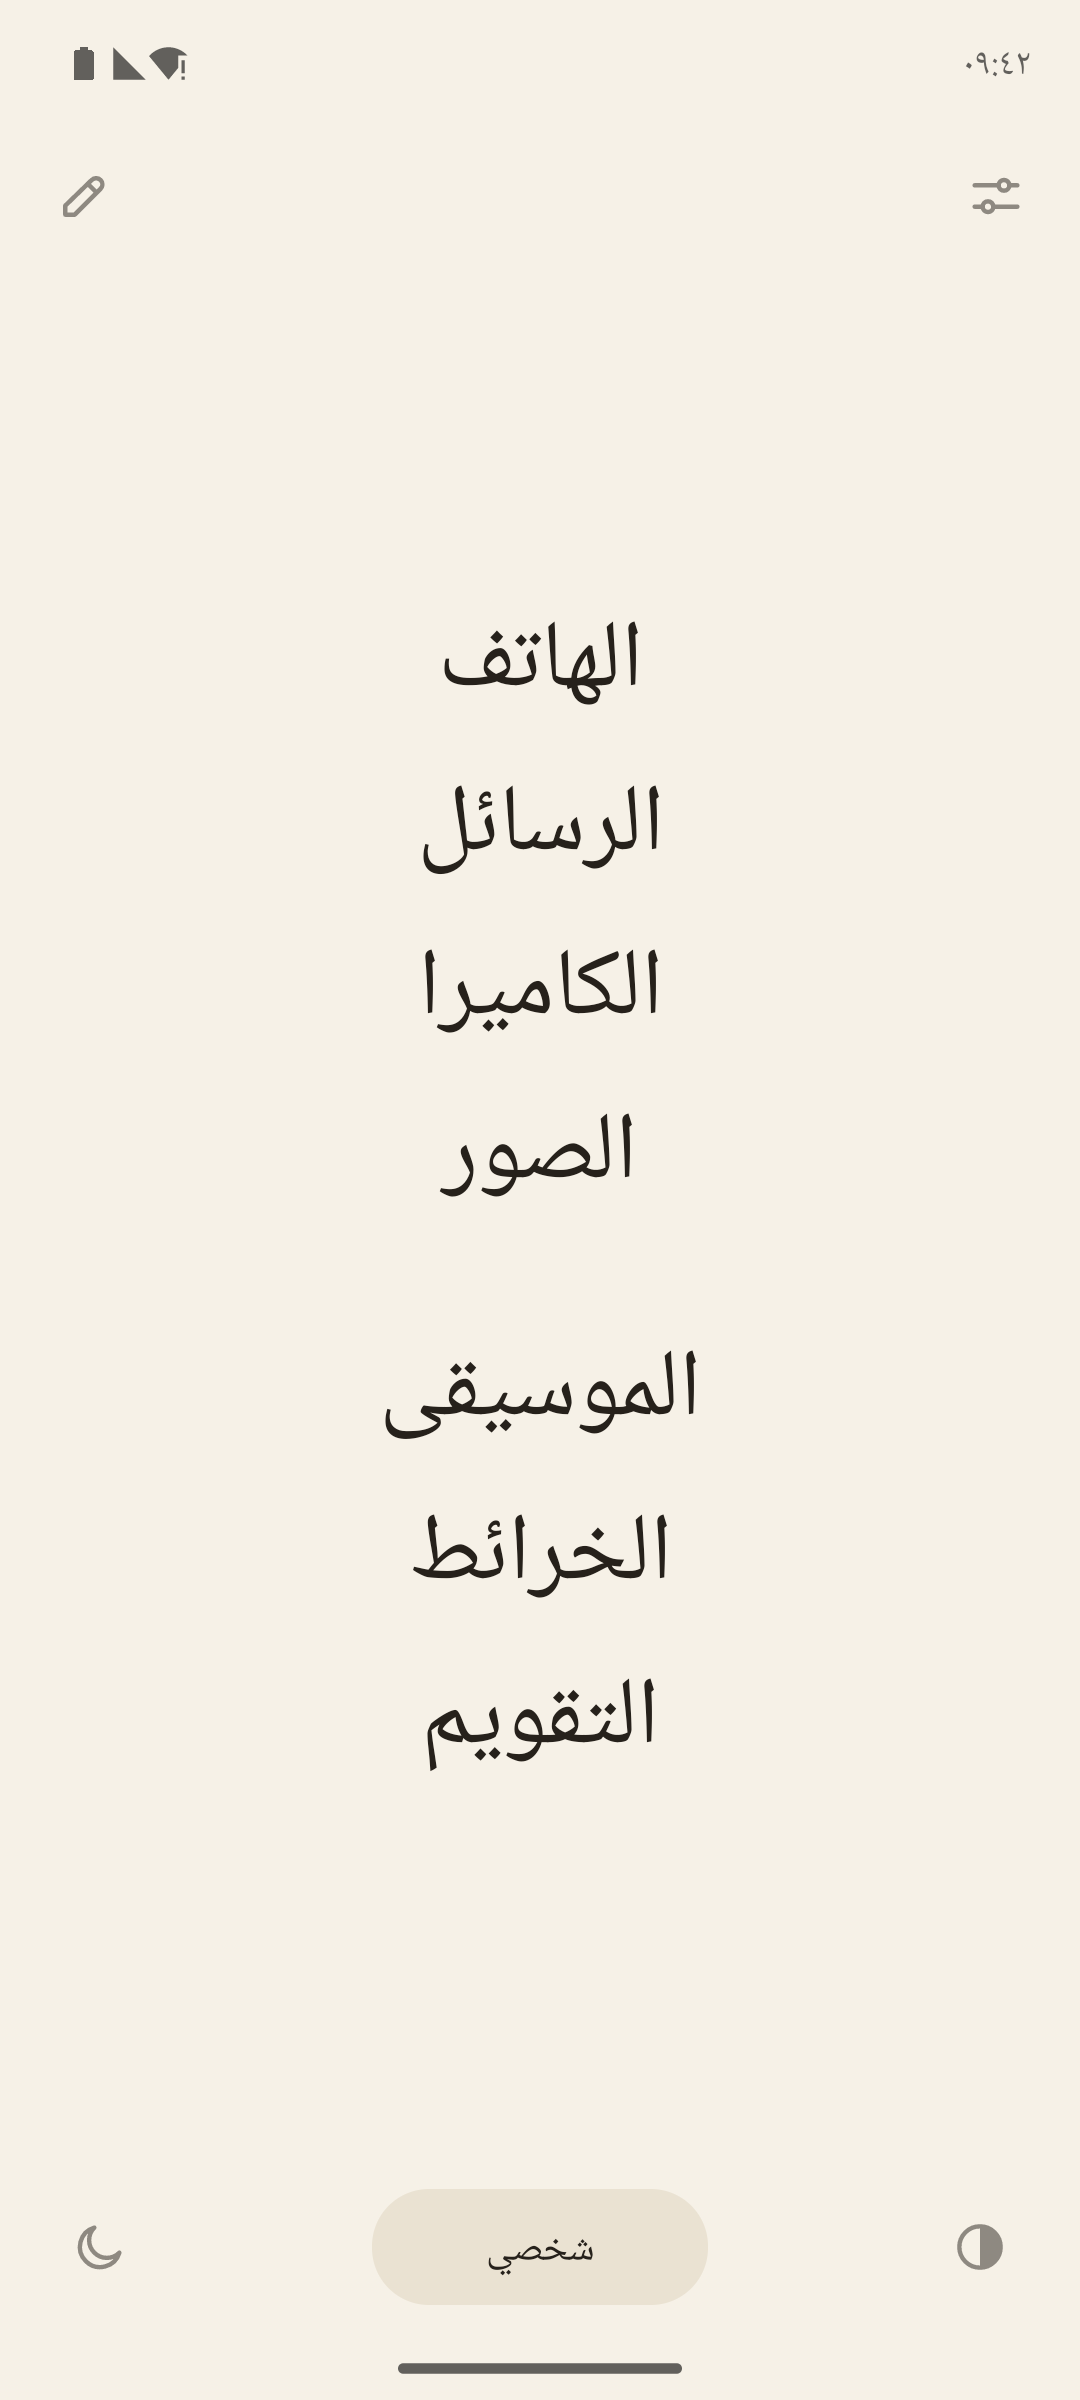 ٠٩:٤٢
الهاتف
الرسائل
الكاميرا
الصور
الموسيقى
الخرائط
التقويم
شخصي